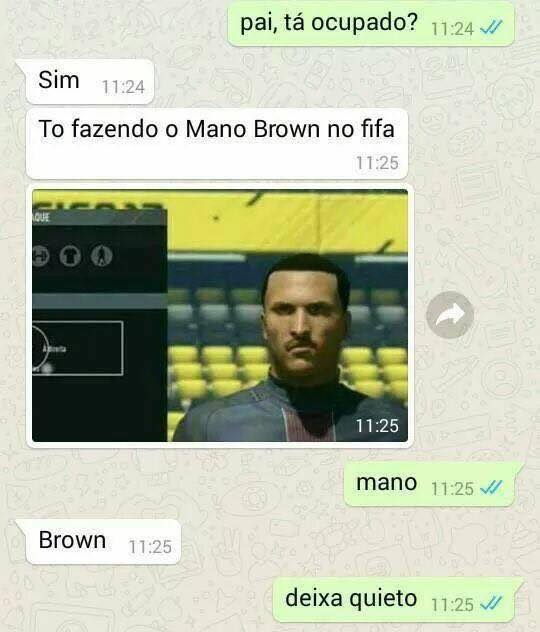 pai, tá ocupado? 11:24
Sim 11:24
To fazendo o Mano Brown no fifa
11:25
11:25
mano 11:25
Brown 11:25
deixa quieto 11:25